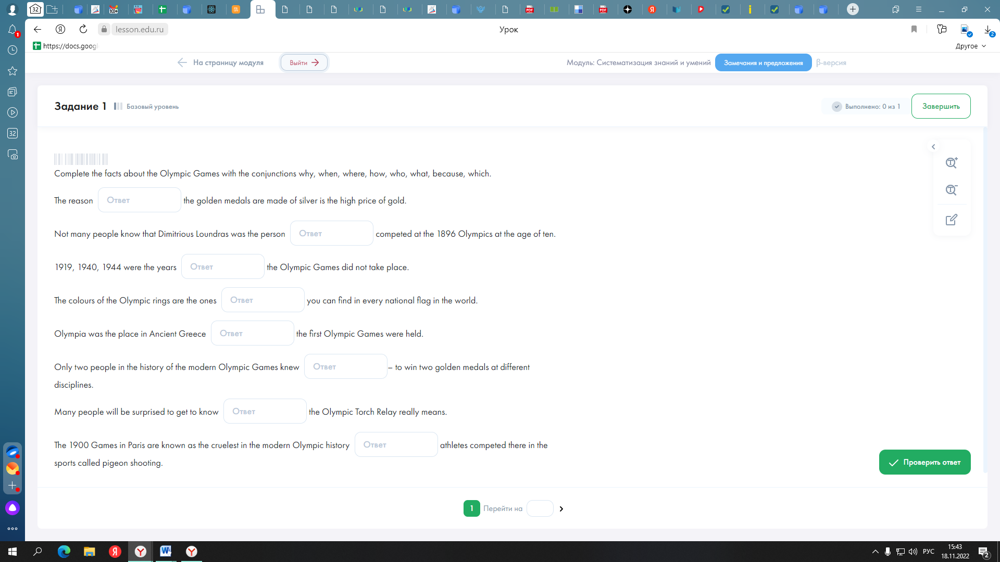 32
100+
lesson.edu.ru
Урок
1
2
https://docs.googl
Другое
На страницу модуля
Выйти
Модуль: Систематизация знаний и умений
Замечания и предложения
β-версия
Задание 1
Базовый уровень
Выполнено: 0 из 1
Завершить
32
Complete the facts about the Olympic Games with the conjunctions why, when, where, how, who, what, because, which.
The reason Ответ the golden medals are made of silver is the high price of gold.
Not many people know that Dimitrious Loundras was the person Ответ competed at the 1896 Olympics at the age of ten.
1919, 1940, 1944 were the years Ответ the Olympic Games did not take place.
The colours of the Olympic rings are the ones Ответ you can find in every national flag in the world.
Olympia was the place in Ancient Greece Ответ the first Olympic Games were held.
Only two people in the history of the modern Olympic Games knew Ответ – to win two golden medals at different
disciplines.
Many people will be surprised to get to know Ответ the Olympic Torch Relay really means.
The 1900 Games in Paris are known as the cruelest in the modern Olympic history Ответ athletes competed there in the
sports called pigeon shooting.
Проверить ответ
1 Перейти на
РУС
15:43
18.11.2022
2